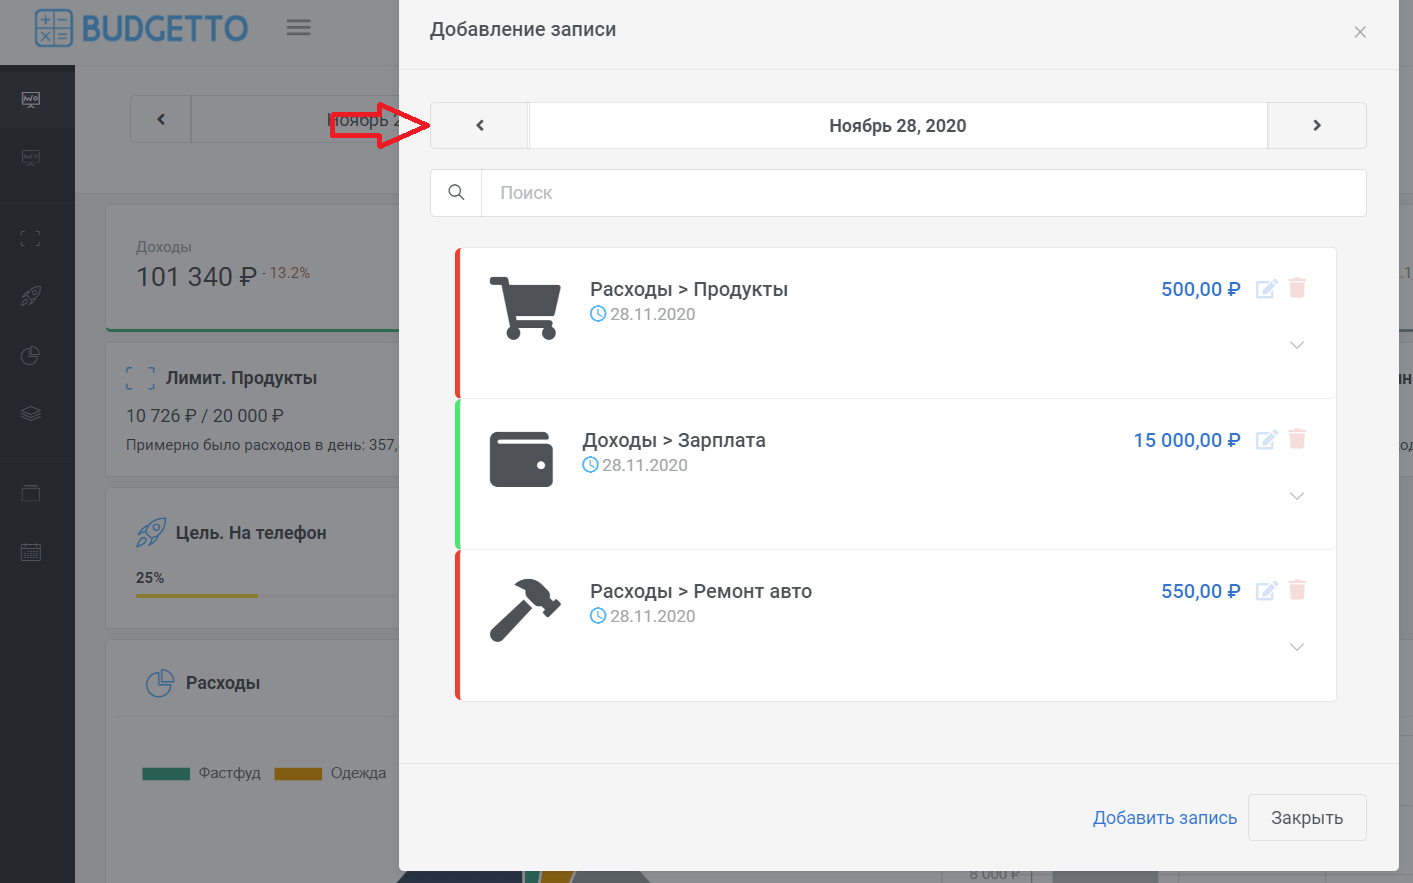 BUDGETTO
Добавление записи
Ноябрь 2
Ноябрь 28, 2020
Поиск
Доходы
101 340 ₽ - 13.2%
Расходы > Продукты
500,00 ₽
28.11.2020
Лимит. Продукты
10 726 ₽ / 20 000 ₽
Примерно было расходов в день: 357,
Доходы > Зарплата
15 000,00 ₽
28.11.2020
Цель. На телефон
25%
Расходы > Ремонт авто
550,00 ₽
28.11.2020
Расходы
Фастфуд Одежда
Добавить запись
Закрыть
8 000 ₽